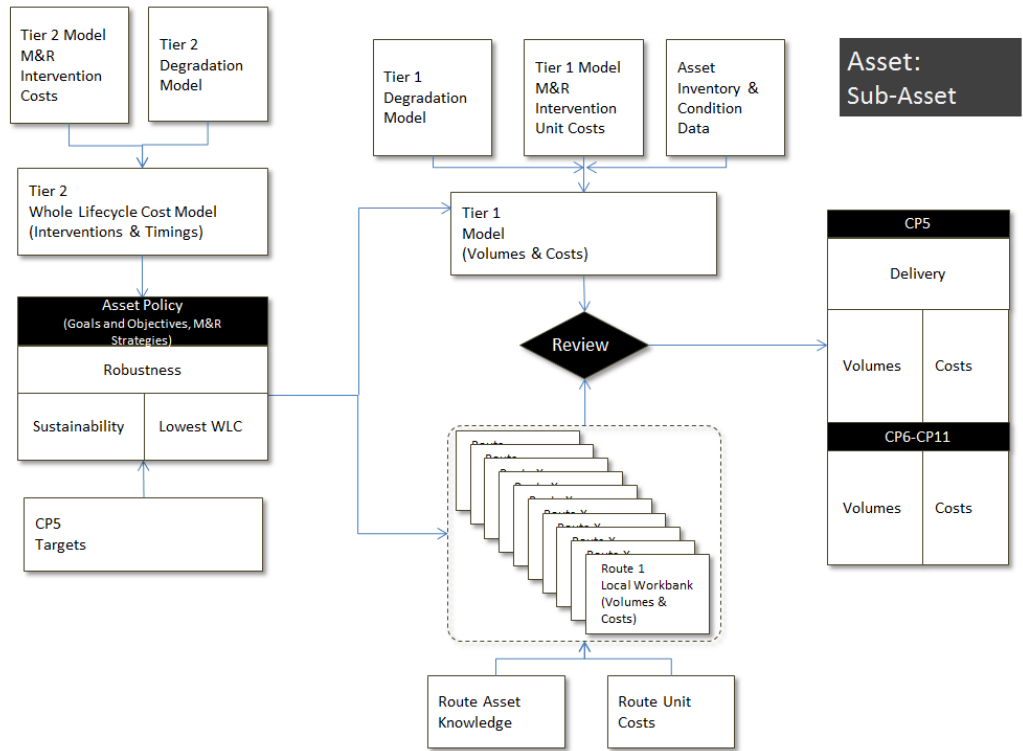 Tier 2 Model
M&R
Intervention
Costs
Tier 2
Degradation
Model
Tier 1
Degradation
Model
Tier 1 Model
M&R
Intervention
Unit Costs
Asset
Inventory &
Condition
Data
Asset:
Sub-Asset
Tier 2
Whole Lifecycle Cost Model
(Interventions & Timings)
Tier 1
Model
(Volumes & Costs)
Asset Policy
(Goals and Objectives, M&R
Strategies)
Robustness
Sustainability
Lowest WLC
CP5
Targets
Review
CP5
Delivery
Volumes
Costs
CP6-CP11
Volumes
Costs
Route
Route
Route 1
Local Workbank
(Volumes &
Costs)
Route Asset
Knowledge
Route Unit
Costs